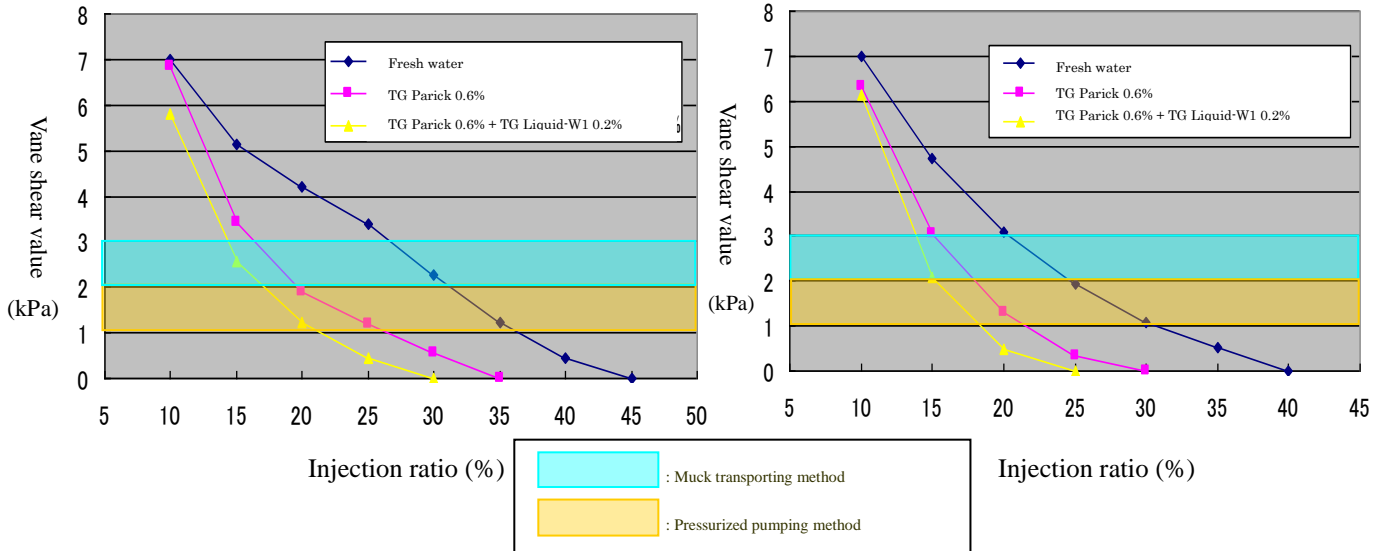 8
7
6
5
4
3
2
1
0
Vane shear value
(kPa)
Fresh water
TG Parick 0.6%
TG Parick 0.6% + TG Liquid-W1 0.2%
5 10 15 20 25 30 35 40 45 50
Injection ratio (%)
8
7
6
5
4
3
2
1
0
Vane shear value
(kPa)
Fresh water
TG Parick 0.6%
TG Parick 0.6% + TG Liquid-W1 0.2%
5 10 15 20 25 30 35 40 45
Injection ratio (%)
: Muck transporting method
: Pressurized pumping method